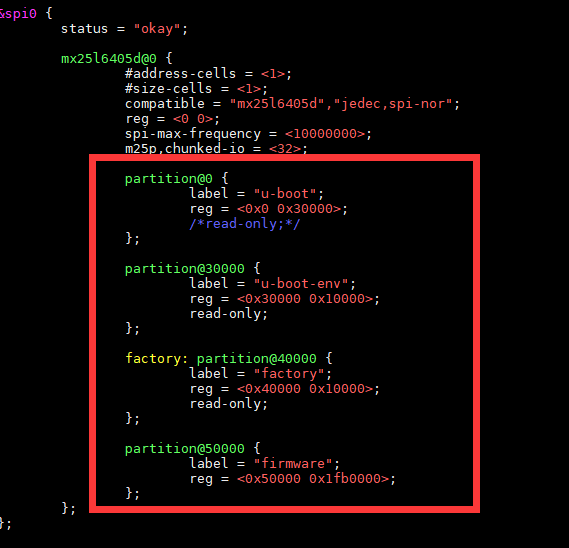 &spi0 {
status = "okay";
mx25l6405d@0 {
#address-cells = <1>;
#size-cells = <1>;
compatible = "mx25l6405d","jedec,spi-nor";
reg = <0 0>;
spi-max-frequency = <10000000>;
m25p,chunked-io = <32>;
partition@0 {
label = "u-boot";
reg = <0x0 0x30000>;
/*read-only;*/
};
partition@30000 {
label = "u-boot-env";
reg = <0x30000 0x10000>;
read-only;
};
factory: partition@40000 {
label = "factory";
reg = <0x40000 0x10000>;
read-only;
};
partition@50000 {
label = "firmware";
reg = <0x50000 0x1fb0000>;
};
};
};